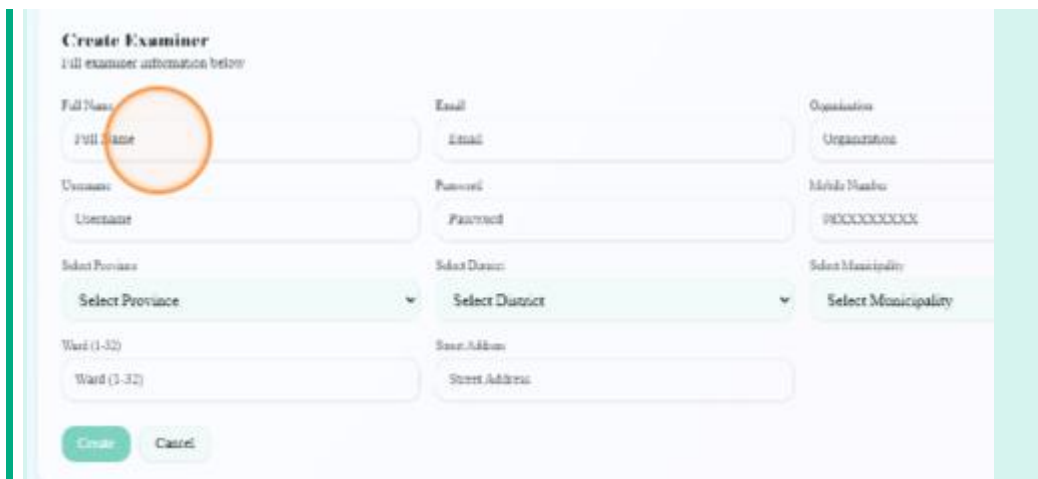 Create Examiner
Fill examiner information below
Full Name Email Organization
Full Name Email Organization
Username Password Mobile Number
Username Password 98XXXXXXXX
Select Province Select District Select Municipality
Select Province Select District Select Municipality
Ward (1-32) Street Address
Ward (1-32) Street Address
Create Cancel